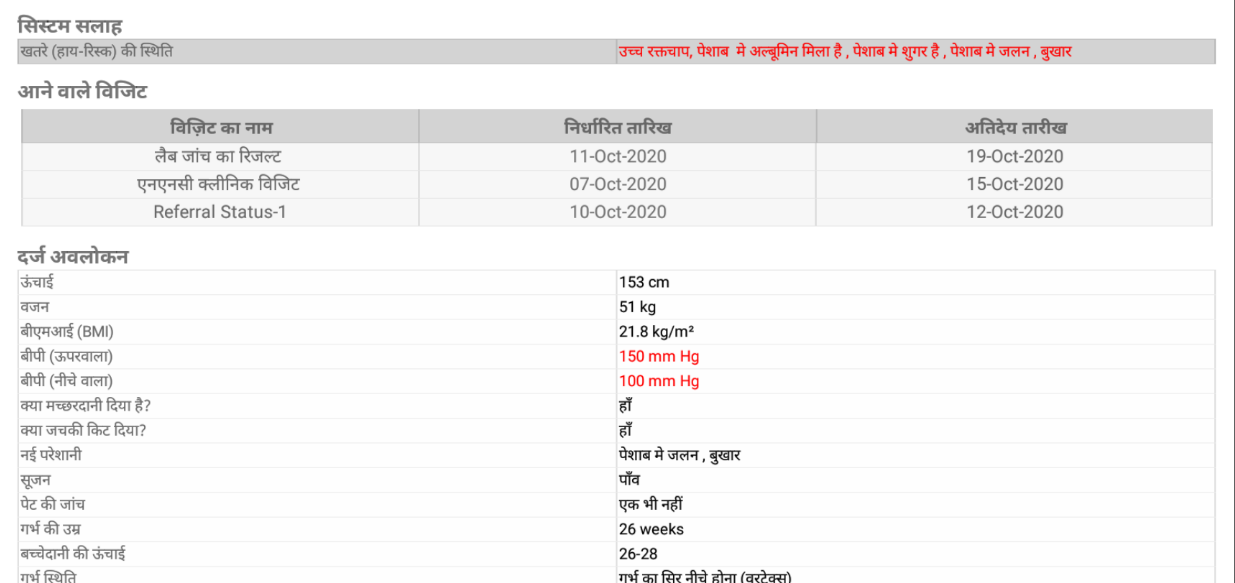 सिस्टम सलाह
खतरे (हाय-रिस्क) की स्थिति उच्च रक्तचाप, पेशाब मे अल्बूमिन मिला है , पेशाब मे शुगर है , पेशाब मे जलन , बुखार
आने वाले विजिट
विज़िट का नाम निर्धारित तारिख अतिदेय तारीख
लैब जांच का रिजल्ट 11-Oct-2020 19-Oct-2020
एनएनसी क्लीनिक विजिट 07-Oct-2020 15-Oct-2020
Referral Status-1 10-Oct-2020 12-Oct-2020
दर्ज अवलोकन
ऊंचाई 153 cm
वजन 51 kg
बीएमआई (BMI) 21.8 kg/m²
बीपी (ऊपरवाला) 150 mm Hg
बीपी (नीचे वाला) 100 mm Hg
क्या मच्छरदानी दिया है? हाँ
क्या जचकी किट दिया? हाँ
नई परेशानी पेशाब मे जलन , बुखार
सूजन पाँव
पेट की जांच एक भी नहीं
गर्भ की उम्र 26 weeks
बच्चेदानी की ऊंचाई 26-28
गर्भ स्थिति गर्भ का सिर नीचे होना (वरटेक्स)